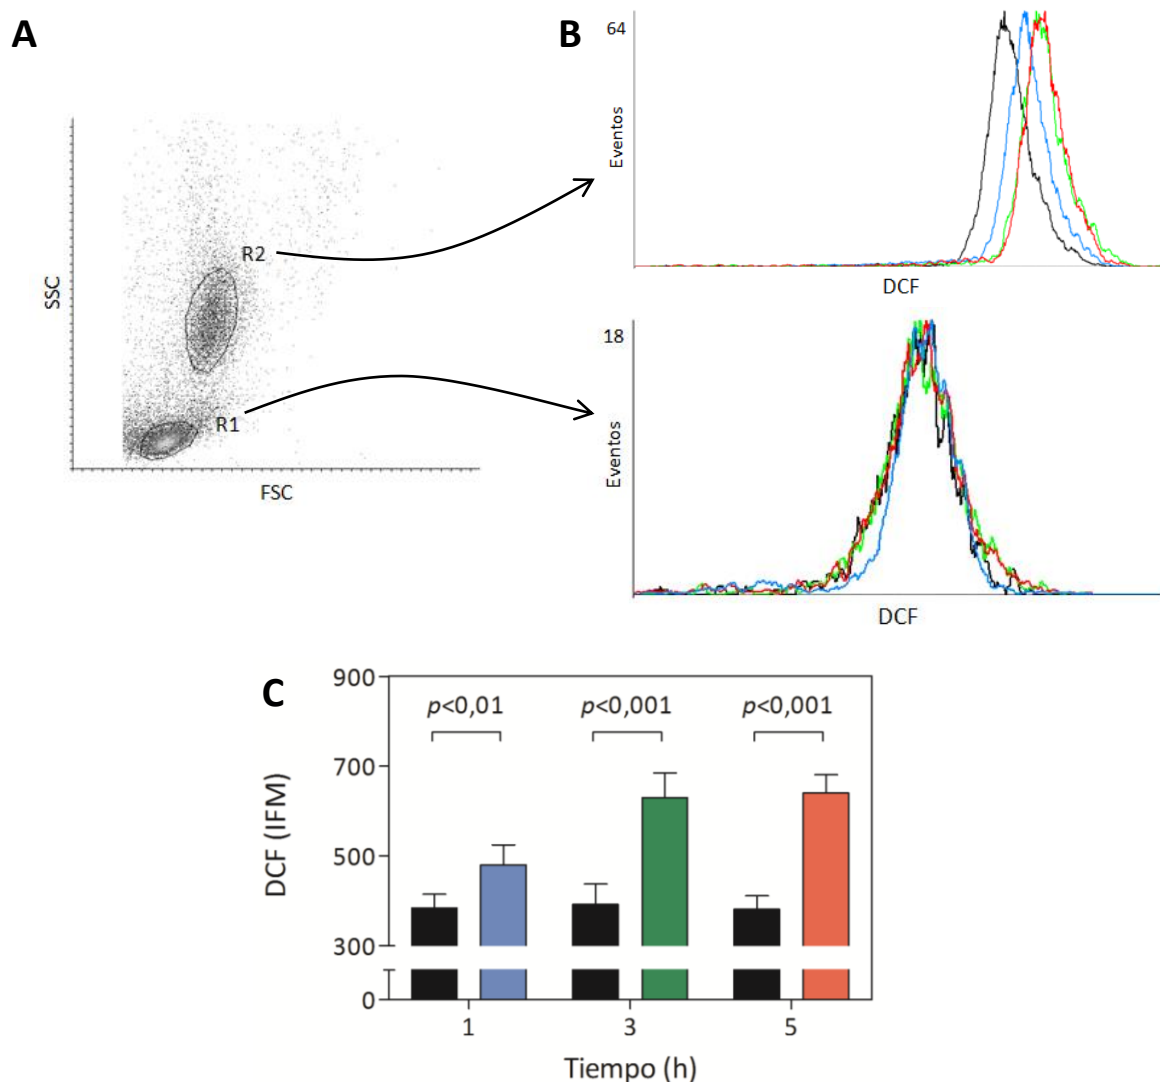 A
SSC
R2
R1
FSC
B
64
Eventos
DCF
18
Eventos
DCF
C
DCF (IFM)
900
700
500
300
0
p<0,01
p<0,001
p<0,001
1
3
5
Tiempo (h)